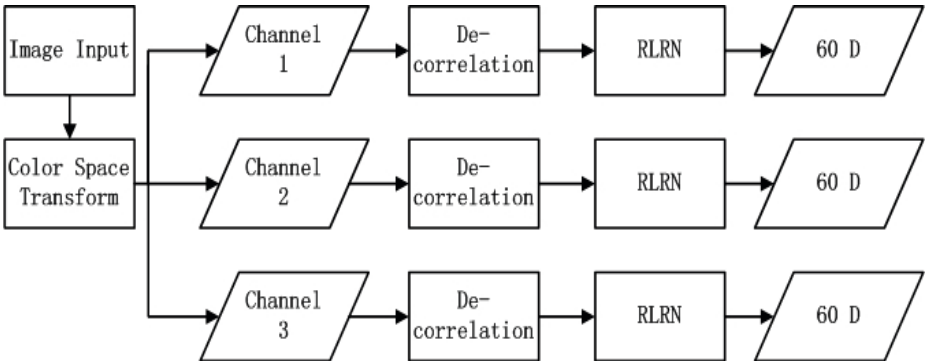 Image Input
Channel
1
De-
correlation
RLRN
60 D
Color Space
Transform
Channel
2
De-
correlation
RLRN
60 D
Channel
3
De-
correlation
RLRN
60 D